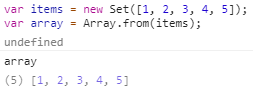 var items = new Set([1, 2, 3, 4, 5]);
var array = Array.from(items);
undefined
array
(5) [1, 2, 3, 4, 5]